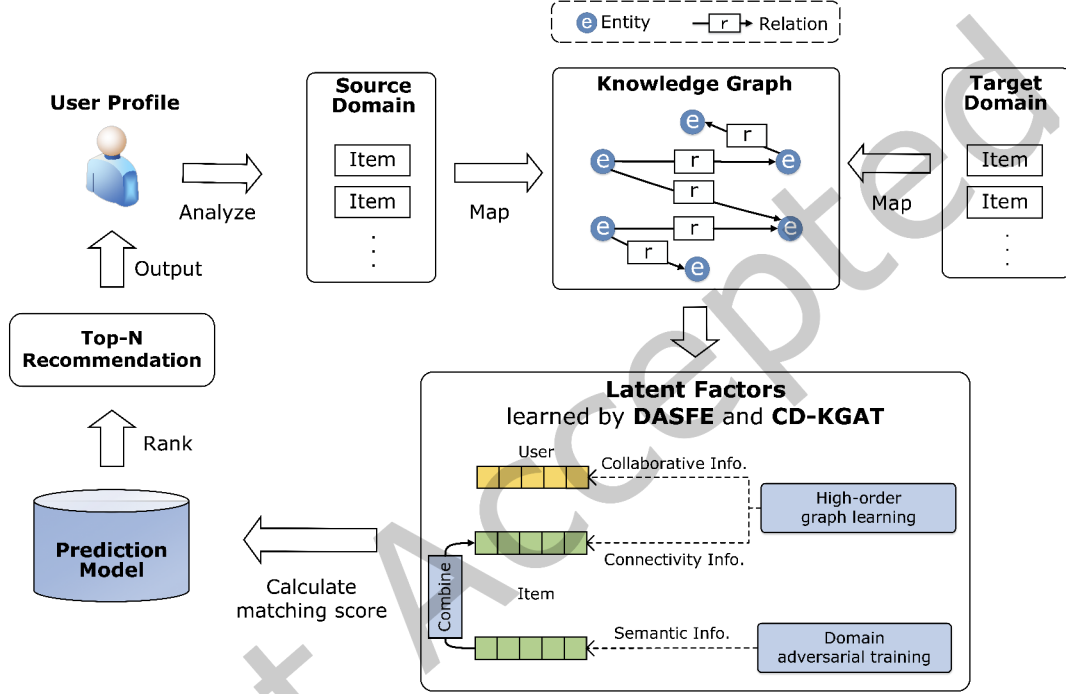 e Entity
r Relation
User Profile
Source
Domain
Item
Item
Knowledge Graph
e
r
e
r
e
r
e
r
e
r
e
Target
Domain
Item
Item
Analyze
Map
Map
Output
Top-N
Recommendation
Rank
Prediction
Model
Calculate
matching score
Latent Factors
learned by DASFE and CD-KGAT
User
Collaborative Info.
High-order
graph learning
Connectivity Info.
Combine
Item
Semantic Info.
Domain
adversarial training
Accepted